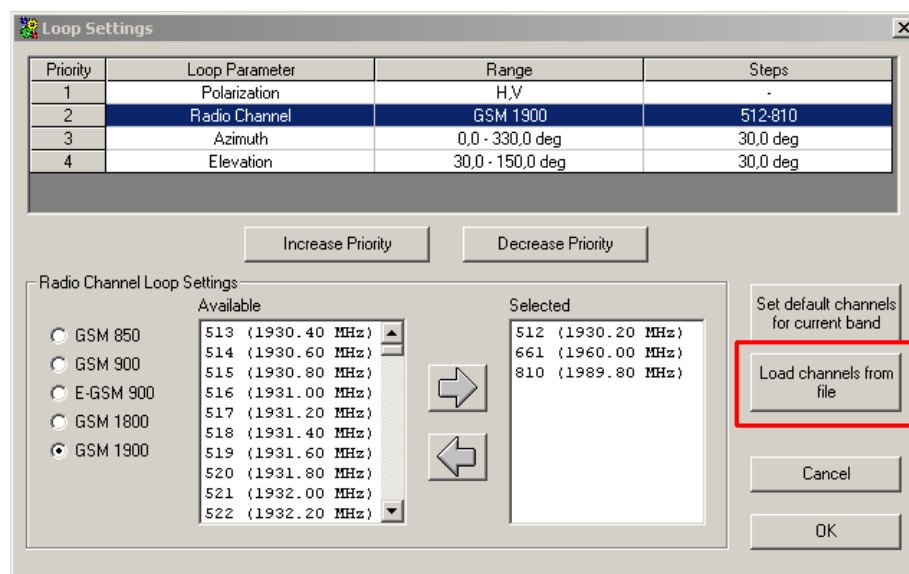 Loop Settings
Priority Loop Parameter Range Steps
1 Polarization H,V -
2 Radio Channel GSM 1900 512-810
3 Azimuth 0,0 - 330,0 deg 30,0 deg
4 Elevation 30,0 - 150,0 deg 30,0 deg
Increase Priority Decrease Priority
Radio Channel Loop Settings
Available
Selected
GSM 850
GSM 900
E-GSM 900
GSM 1800
GSM 1900
513 (1930.40 MHz)
514 (1930.60 MHz)
515 (1930.80 MHz)
516 (1931.00 MHz)
517 (1931.20 MHz)
518 (1931.40 MHz)
519 (1931.60 MHz)
520 (1931.80 MHz)
521 (1932.00 MHz)
522 (1932.20 MHz)
512 (1930.20 MHz)
661 (1960.00 MHz)
810 (1989.80 MHz)
Set default channels
for current band
Load channels from
file
Cancel
OK